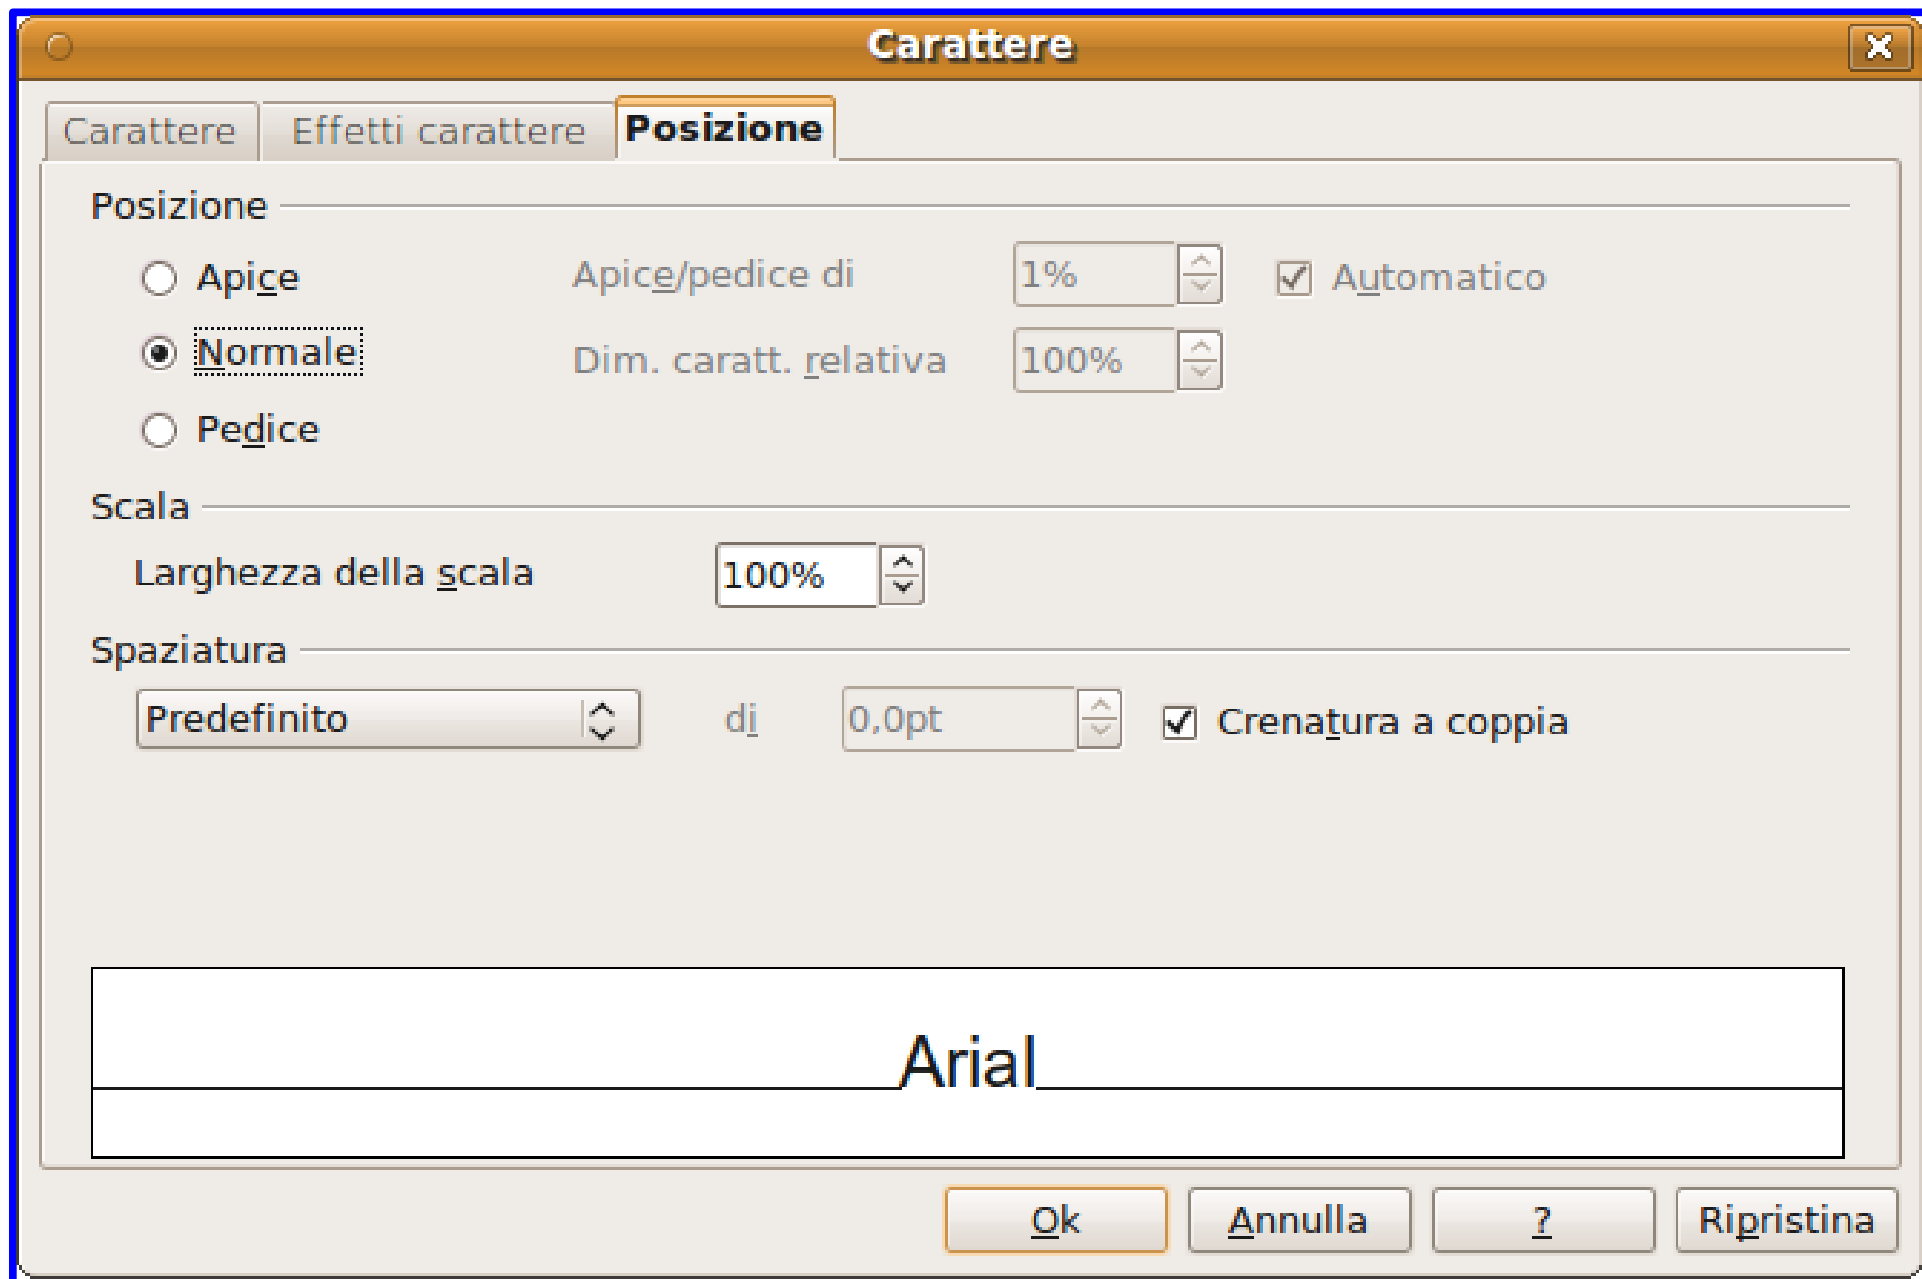 Carattere
Carattere Effetti carattere Posizione
Posizione
Apice Apice/pedice di 1% Automatico
Normale Dim. caratt. relativa 100%
Pedice
Scala
Larghezza della scala 100%
Spaziatura
Predefinito di 0,0pt Crenatura a coppia
Arial
Ok Annulla ? Ripristina